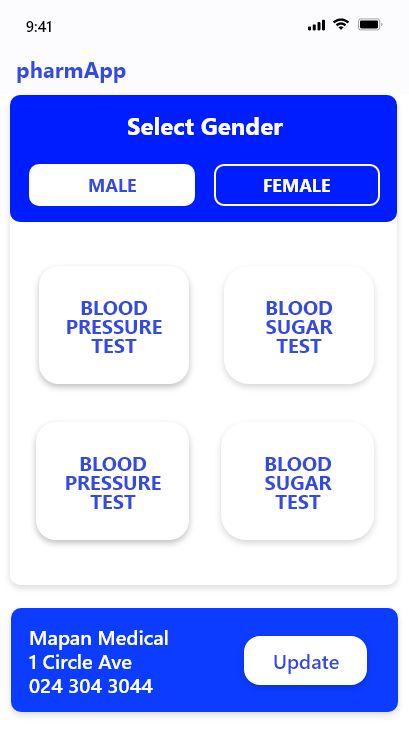 9:41
pharmApp
Select Gender
MALE
FEMALE
BLOOD
PRESSURE
TEST
BLOOD
SUGAR
TEST
BLOOD
PRESSURE
TEST
BLOOD
SUGAR
TEST
Mapan Medical
1 Circle Ave
024 304 3044
Update